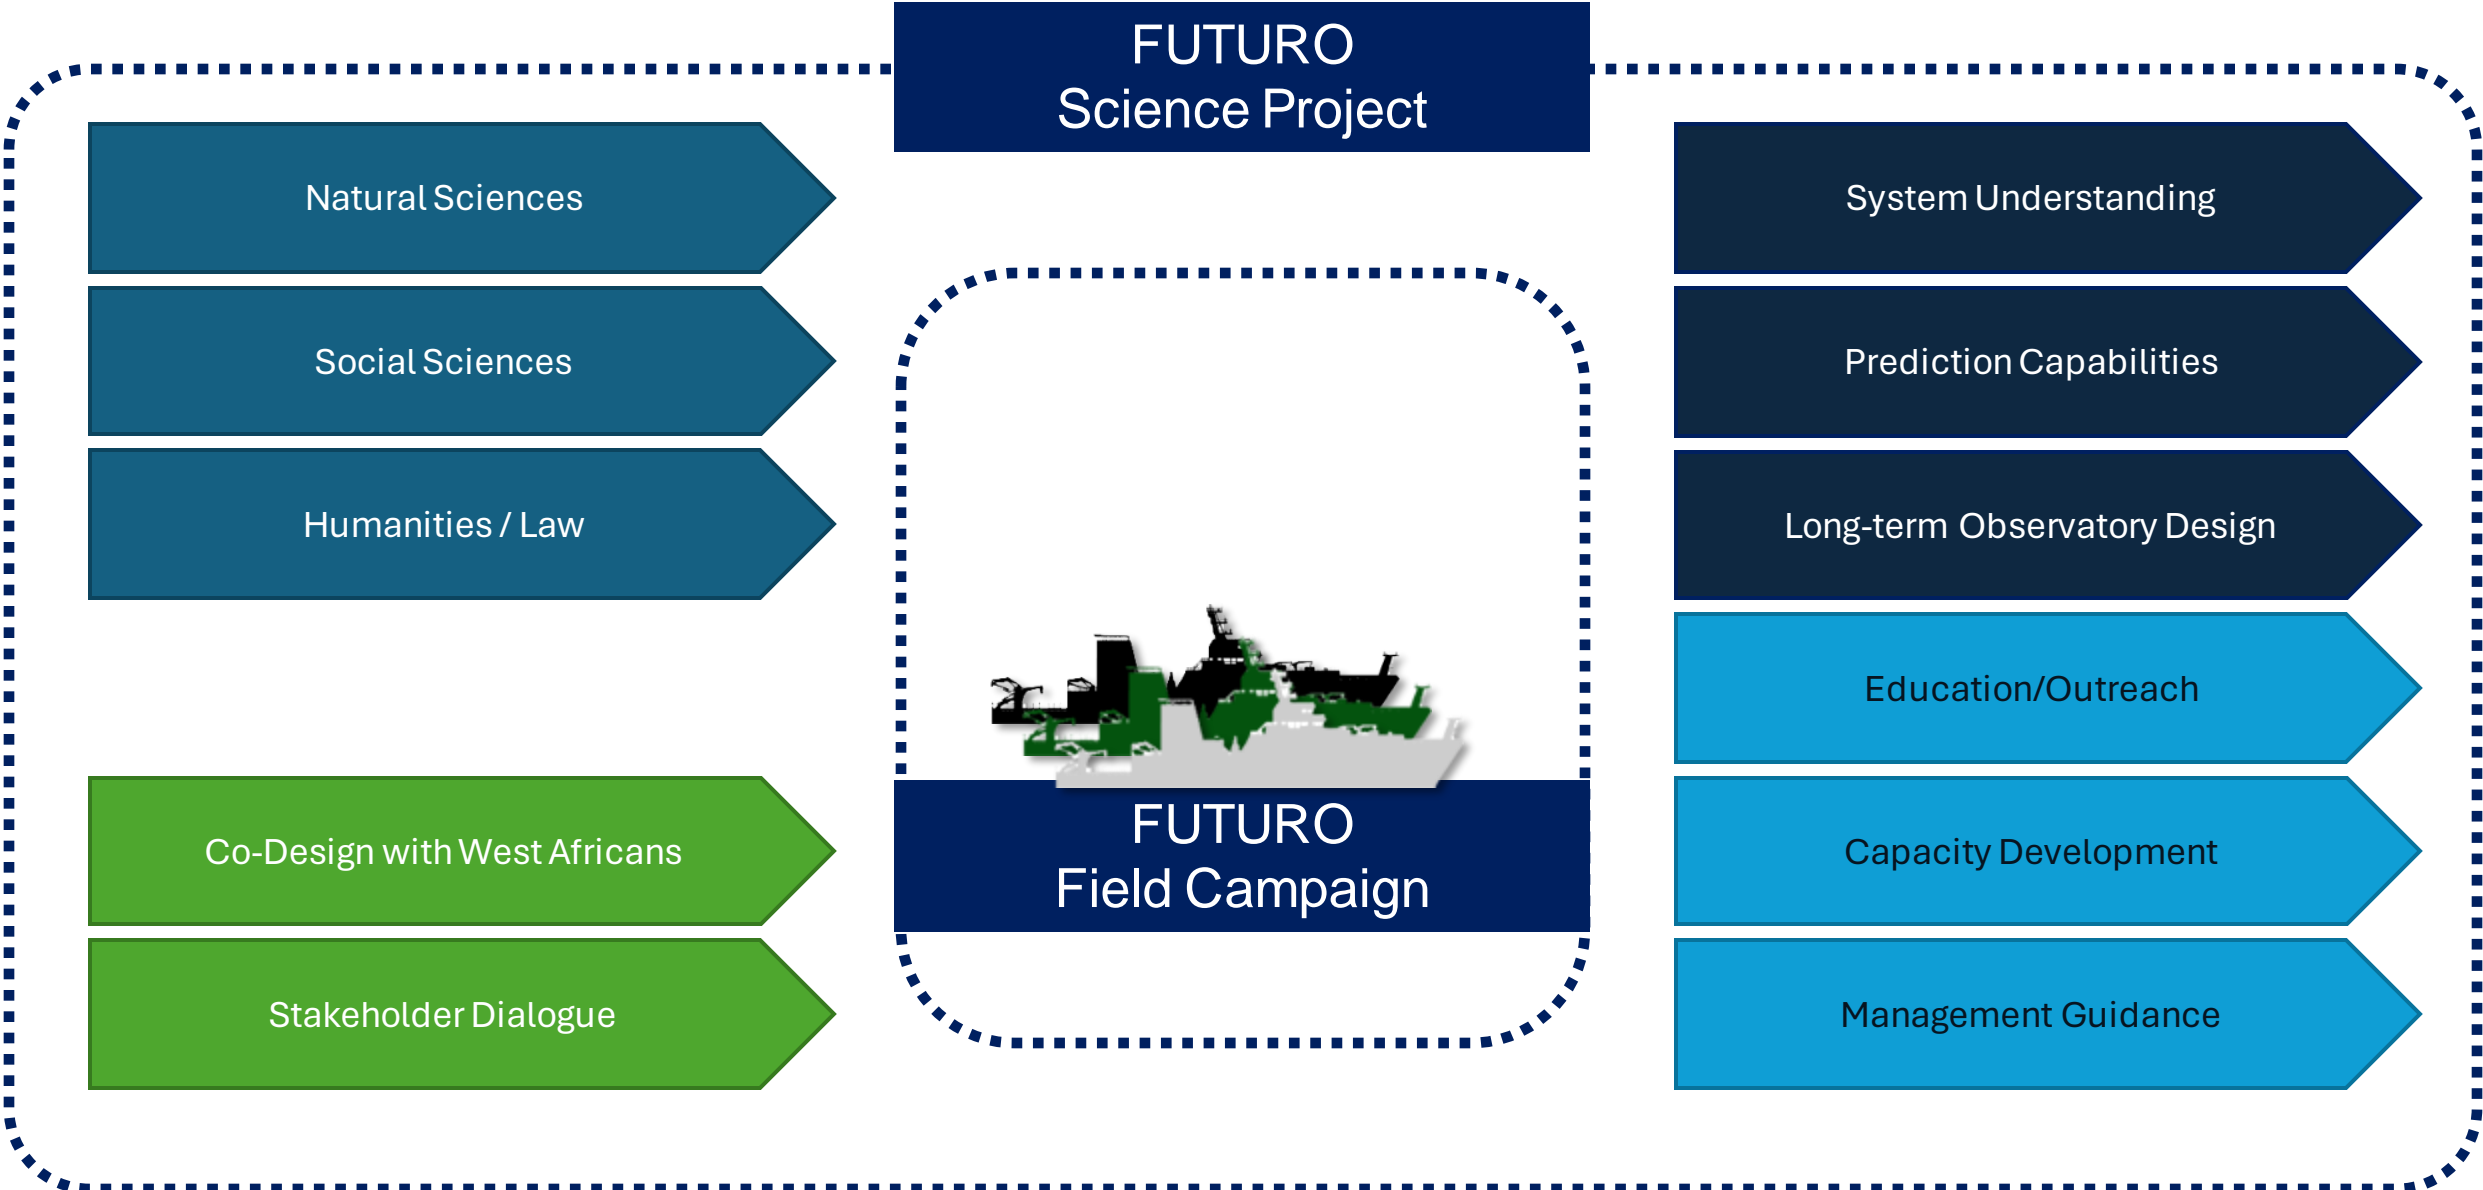 FUTURO
Science Project
Natural Sciences
Social Sciences
Humanities / Law
Co-Design with West Africans
Stakeholder Dialogue
FUTURO
Field Campaign
System Understanding
Prediction Capabilities
Long-term Observatory Design
Education/Outreach
Capacity Development
Management Guidance